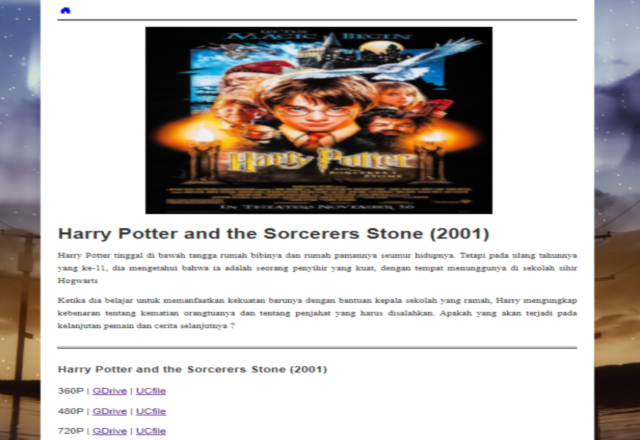 LET THE
MAGIC BEGIN
Harry Potter
SORCERER'S
STONE
IN THEATERS NOVEMBER 16
Harry Potter and the Sorcerers Stone (2001)
Harry Potter tinggal di bawah tangga rumah bibinya dan rumah pamannya seumur hidupnya. Tetapi pada ulang tahunnya
yang ke-11, dia mengetahui bahwa ia adalah seorang penyihir yang kuat, dengan tempat menunggunya di sekolah sihir
Hogwarts
Ketika dia belajar untuk memanfaatkan kekuatan barunya dengan bantuan kepala sekolah yang ramah, Harry mengungkap
kebenaran tentang kematian orangtuanya dan tentang penjahat yang harus disalahkan. Apakah yang akan terjadi pada
kelanjutan pemain dan cerita selanjutnya ?
Harry Potter and the Sorcerers Stone (2001)
360P | GDrive | UCfile
480P | GDrive | UCfile
720P | GDrive | UCfile